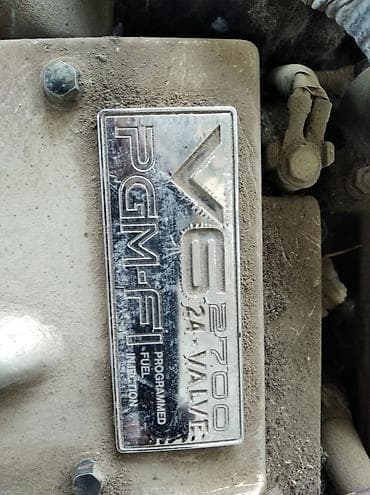 V6 2700
24·VALVE
PGM-FI PROGRAMMED
FUEL
INJECTION